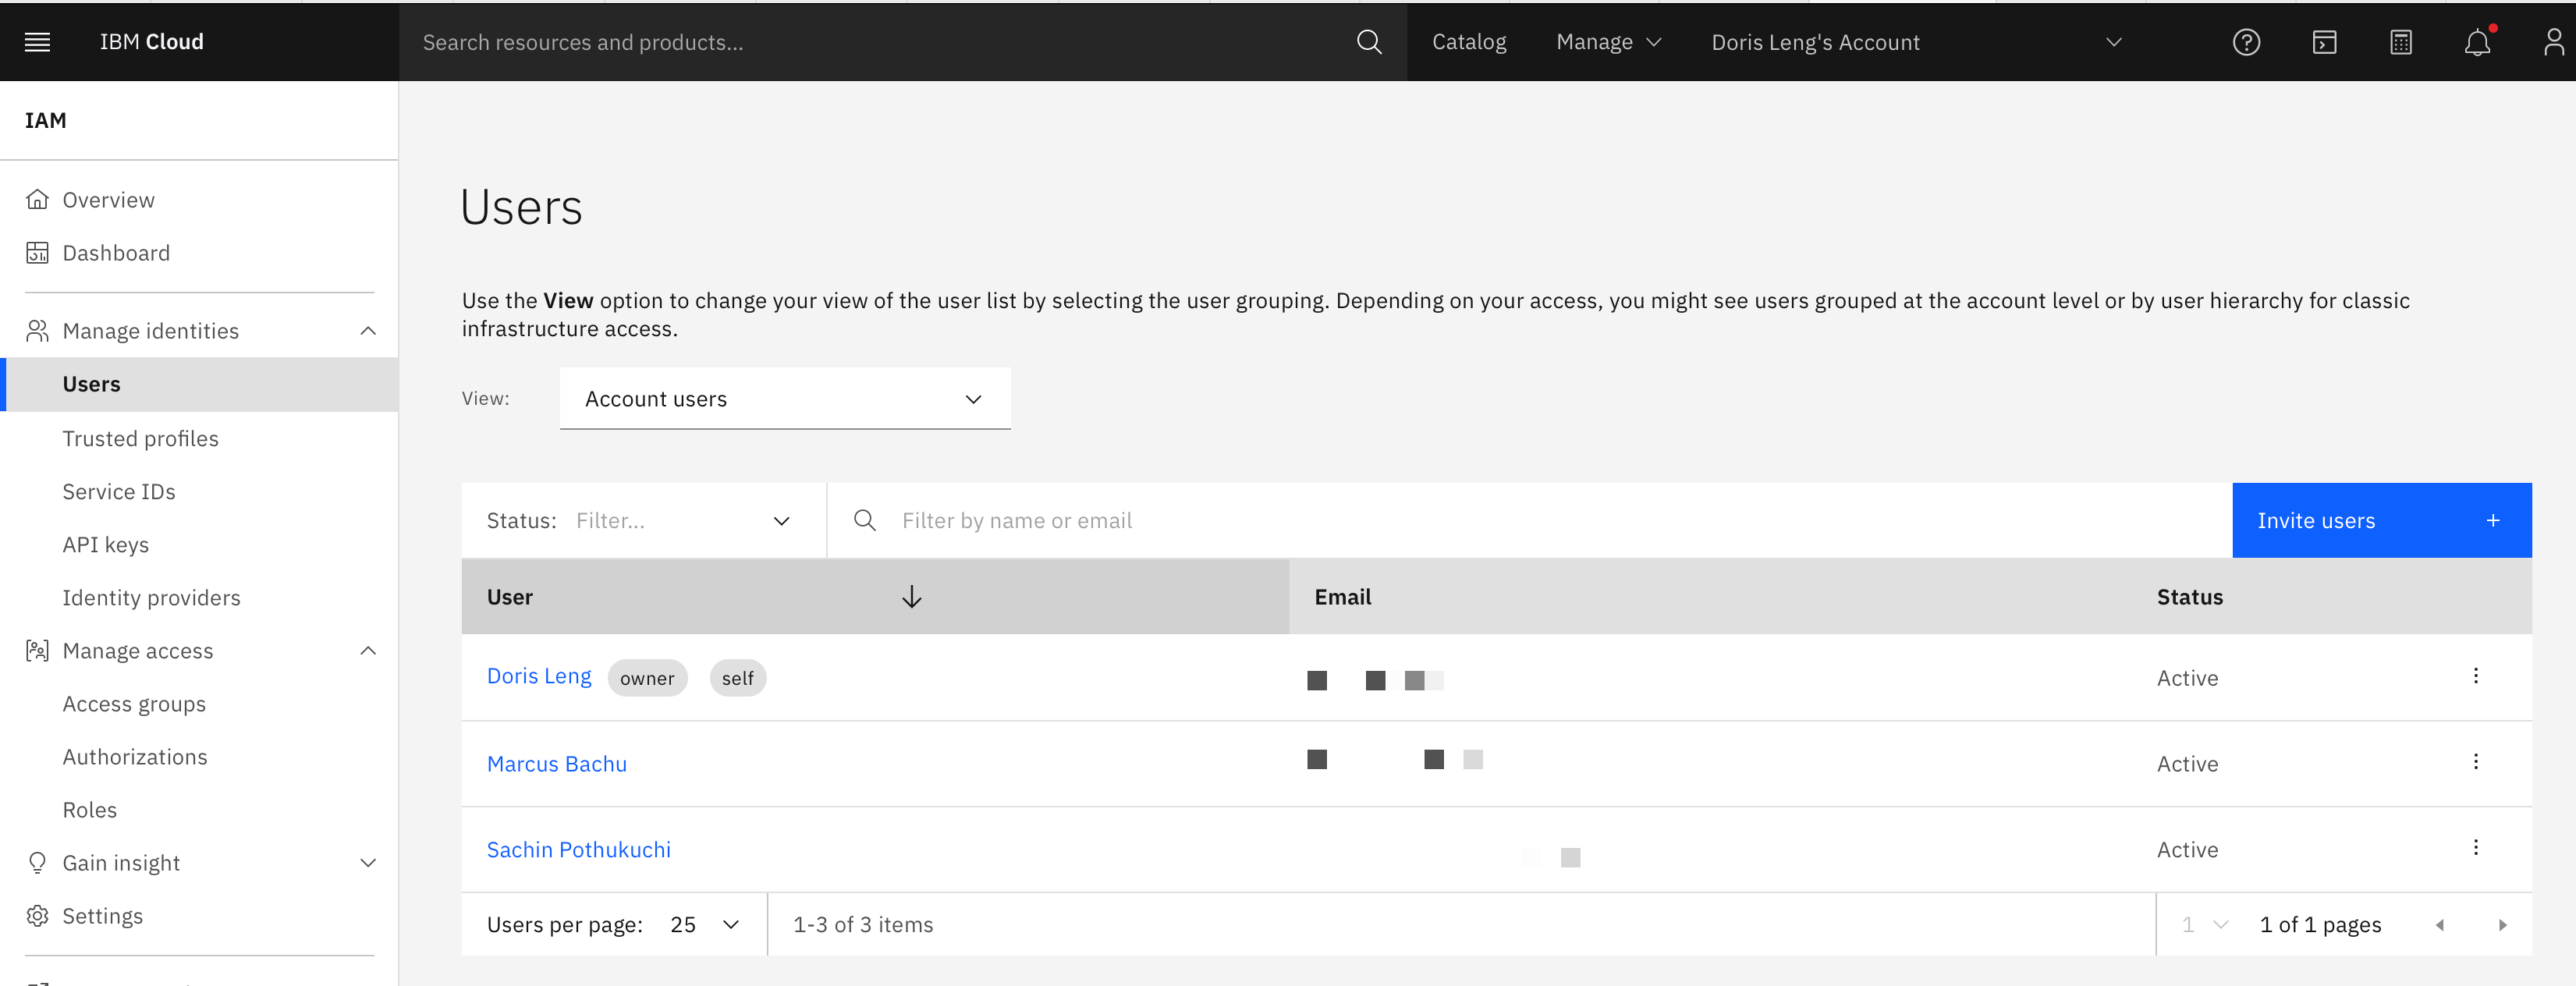 IBM Cloud
Search resources and products...
Catalog
Manage
Doris Leng's Account
IAM
Overview
Dashboard
Manage identities
Users
Trusted profiles
Service IDs
API keys
Identity providers
Manage access
Access groups
Authorizations
Roles
Gain insight
Settings
Users
Use the View option to change your view of the user list by selecting the user grouping. Depending on your access, you might see users grouped at the account level or by user hierarchy for classic
infrastructure access.
View:
Account users
Status: Filter...
Filter by name or email
Invite users +
User
Email
Status
Doris Leng owner self
Active
Marcus Bachu
Active
Sachin Pothukuchi
Active
Users per page: 25
1-3 of 3 items
1
1 of 1 pages